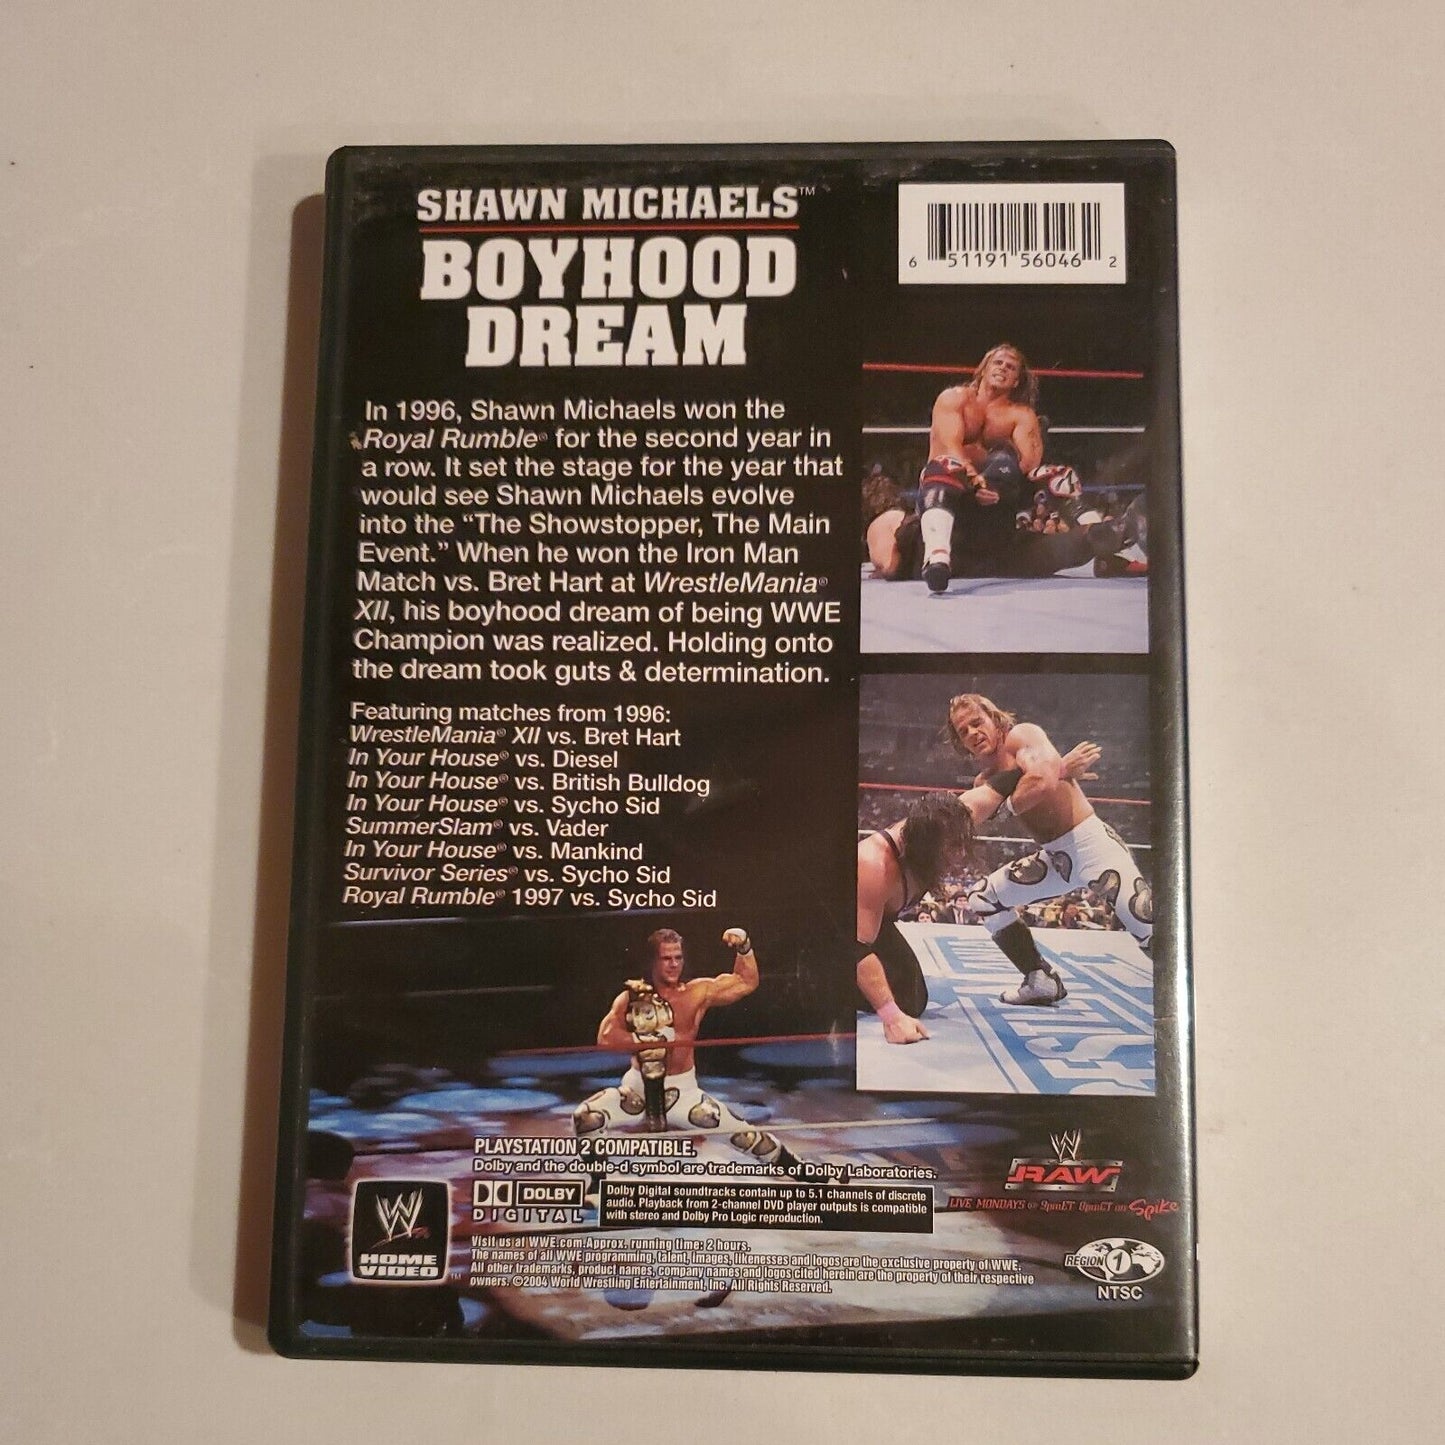 SHAWN MICHAELS™
BOYHOOD
DREAM
6 51191 56046 2
In 1996, Shawn Michaels won the
Royal Rumble® for the second year in
a row. It set the stage for the year that
would see Shawn Michaels evolve
into the “The Showstopper, The Main
Event.” When he won the Iron Man
Match vs. Bret Hart at WrestleMania®
XII, his boyhood dream of being WWE
Champion was realized. Holding onto
the dream took guts & determination.
Featuring matches from 1996:
WrestleMania® XII vs. Bret Hart
In Your House® vs. Diesel
In Your House® vs. British Bulldog
In Your House® vs. Sycho Sid
SummerSlam® vs. Vader
In Your House® vs. Mankind
Survivor Series® vs. Sycho Sid
Royal Rumble® 1997 vs. Sycho Sid
PLAYSTATION 2 COMPATIBLE.
Dolby and the double-d symbol are trademarks of Dolby Laboratories.
DOLBY
DIGITAL
Dolby Digital soundtracks contain up to 5.1 channels of discrete
audio. Playback from 2-channel DVD player outputs is compatible
with stereo and Dolby Pro Logic reproduction.
W
RAW
LIVE MONDAYS @ 9pmET 8pmCT on Spike
W
HOME
VIDEO™
Visit us at WWE.com.Approx. running time: 2 hours.
The names of all WWE programming, talent, images, likenesses and logos are the exclusive property of WWE.
All other trademarks, product names, company names and logos cited herein are the property of their respective
owners. ©2004 World Wrestling Entertainment, Inc. All Rights Reserved.
REGION 1
NTSC